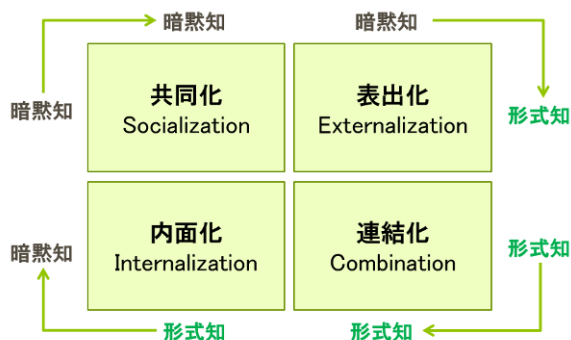 暗黙知
暗黙知
暗黙知
共同化
Socialization
表出化
Externalization
形式知
暗黙知
内面化
Internalization
連結化
Combination
形式知
形式知
形式知